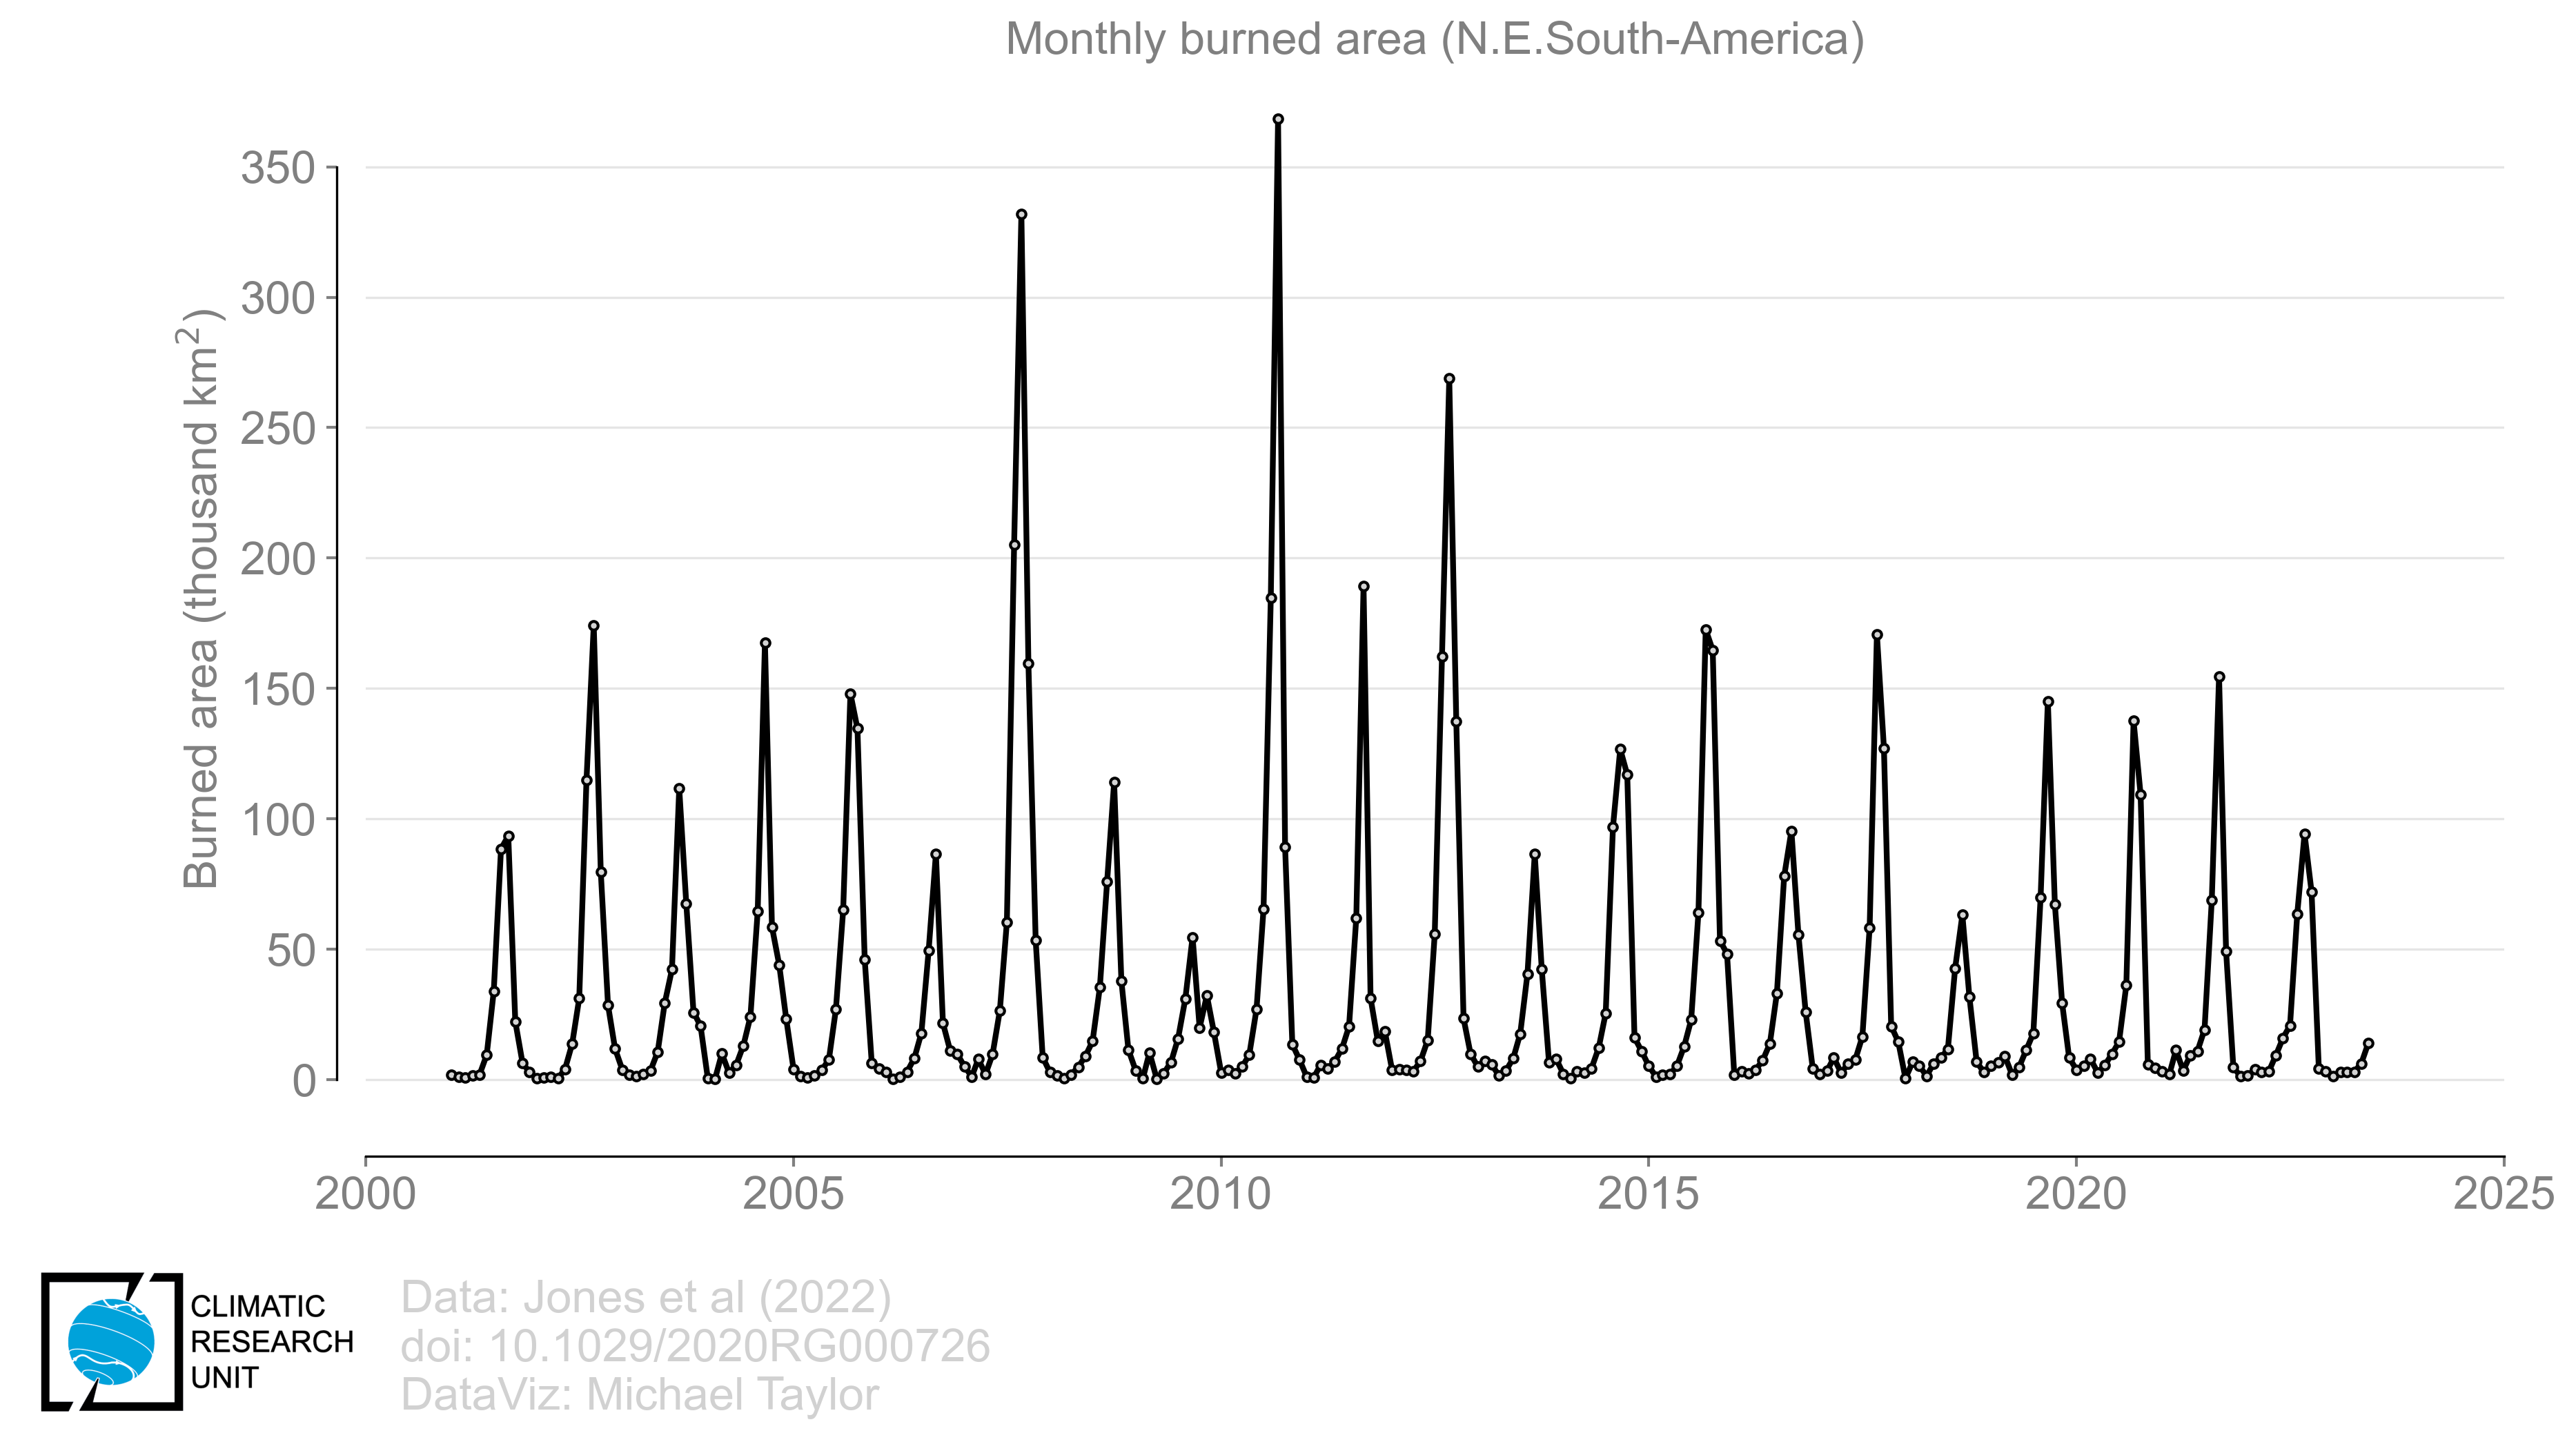 Monthly burned area (N.E.South-America)
Burned area (thousand km²)
350
300
250
200
150
100
50
0
2000 2005 2010 2015 2020 2025
CLIMATIC
RESEARCH
UNIT
Data: Jones et al (2022)
doi: 10.1029/2020RG000726
DataViz: Michael Taylor